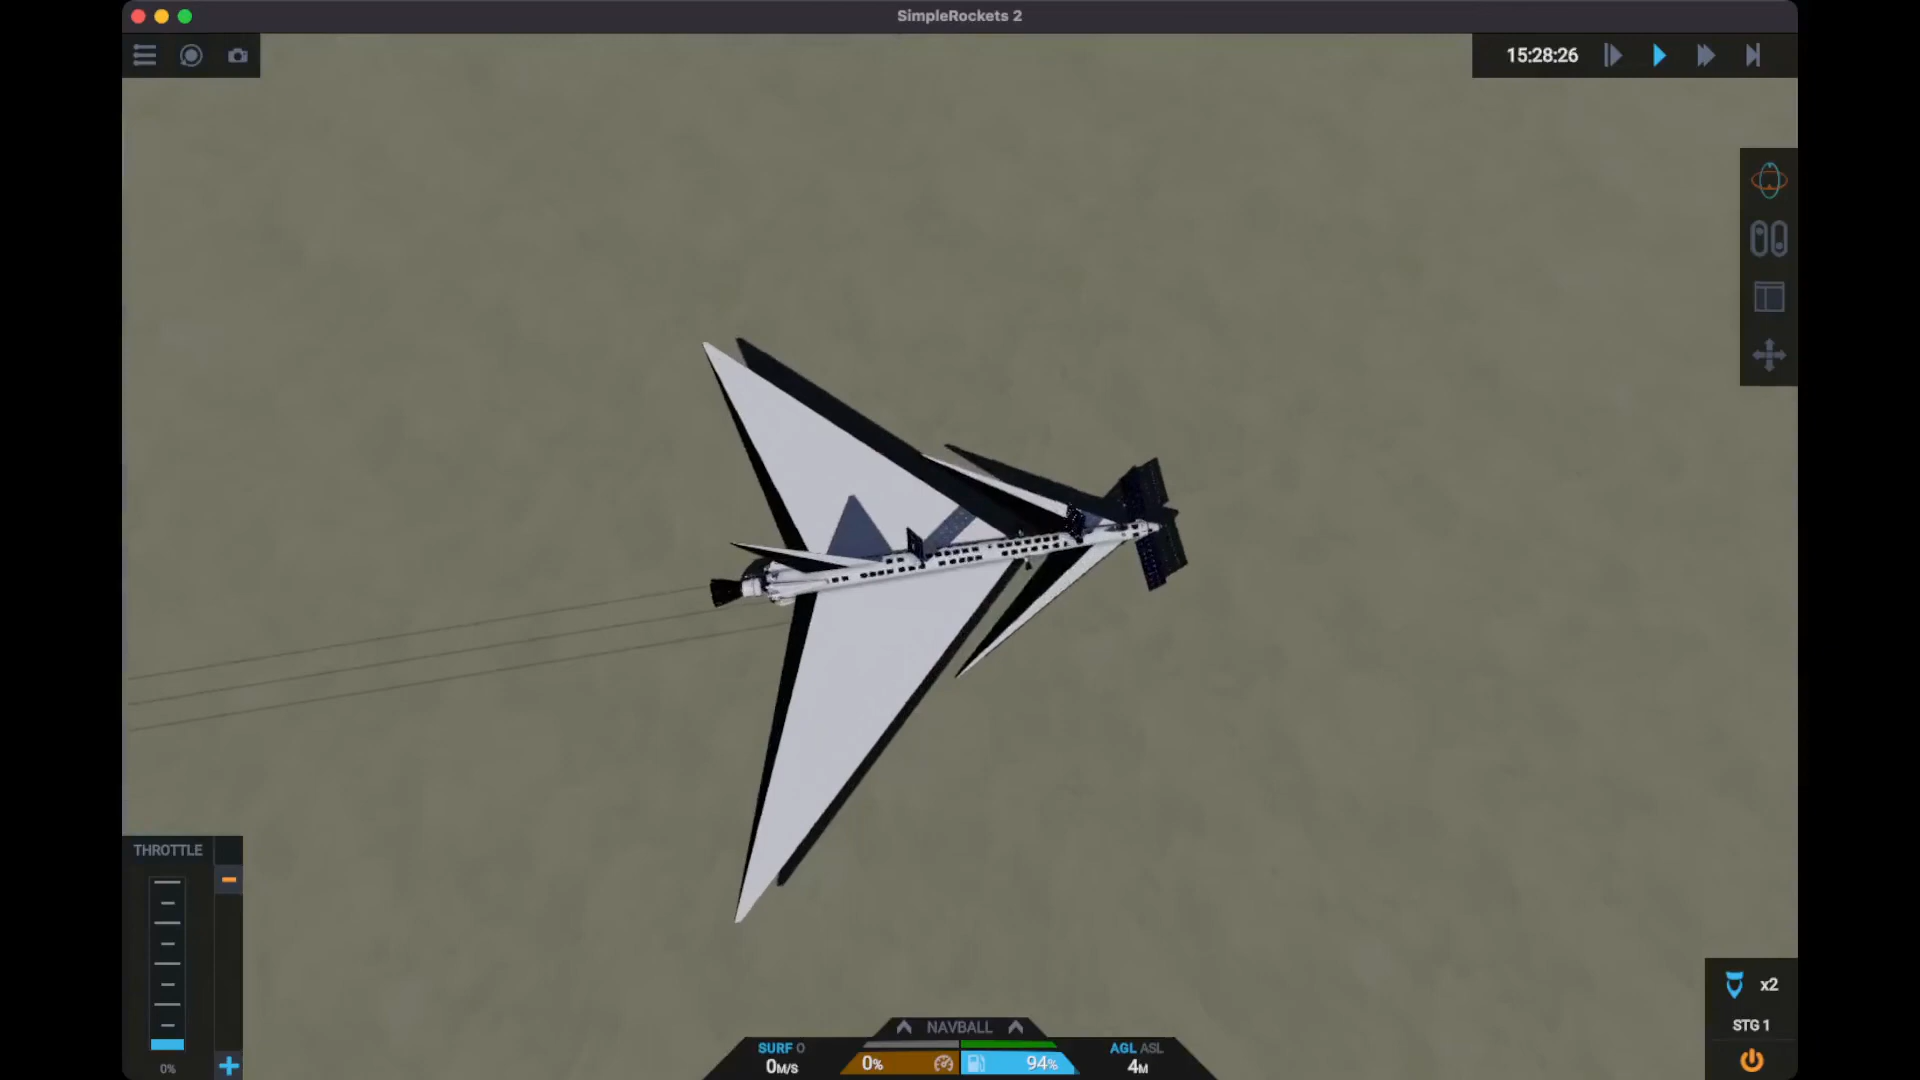 SimpleRockets 2
15:28:26
THROTTLE
0%
NAVBALL
SURF O
0M/S
0%
94%
AGL ASL
4M
x2
STG 1